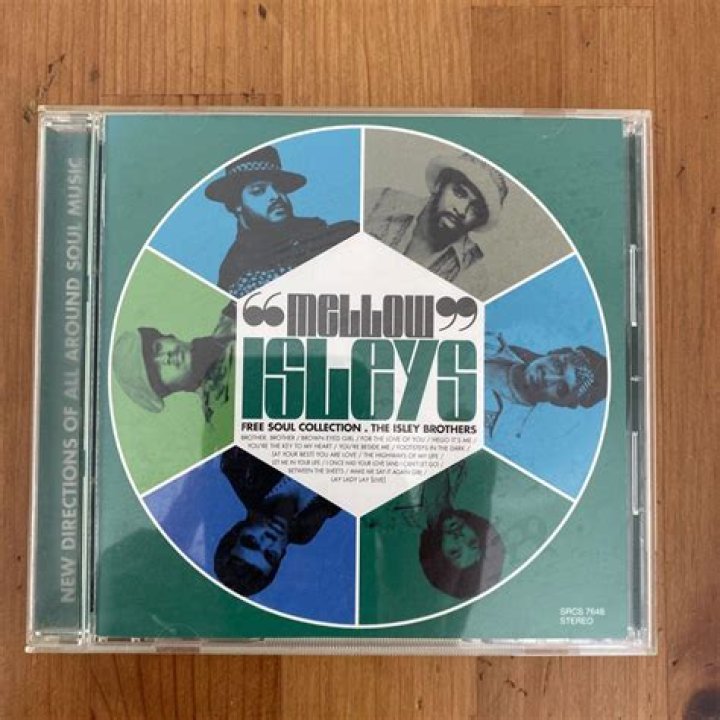 NEW DIRECTIONS OF ALL AROUND SOUL MUSIC
“MELLOW”
ISLEYS
FREE SOUL COLLECTION . THE ISLEY BROTHERS
BROTHER, BROTHER / BROWN EYED GIRL / FOR THE LOVE OF YOU / HELLO IT'S ME /
YOU'RE THE KEY TO MY HEART / YOU'RE BESIDE ME / FOOTSTEPS IN THE DARK /
(AT YOUR BEST) YOU ARE LOVE / THE HIGHWAYS OF MY LIFE /
LET ME IN YOUR LIFE / I ONCE HAD YOUR LOVE (AND I CAN'T LET GO) /
BETWEEN THE SHEETS / MAKE ME SAY IT AGAIN GIRL /
LAY LADY LAY [LIVE]
SRCS 7646
STEREO